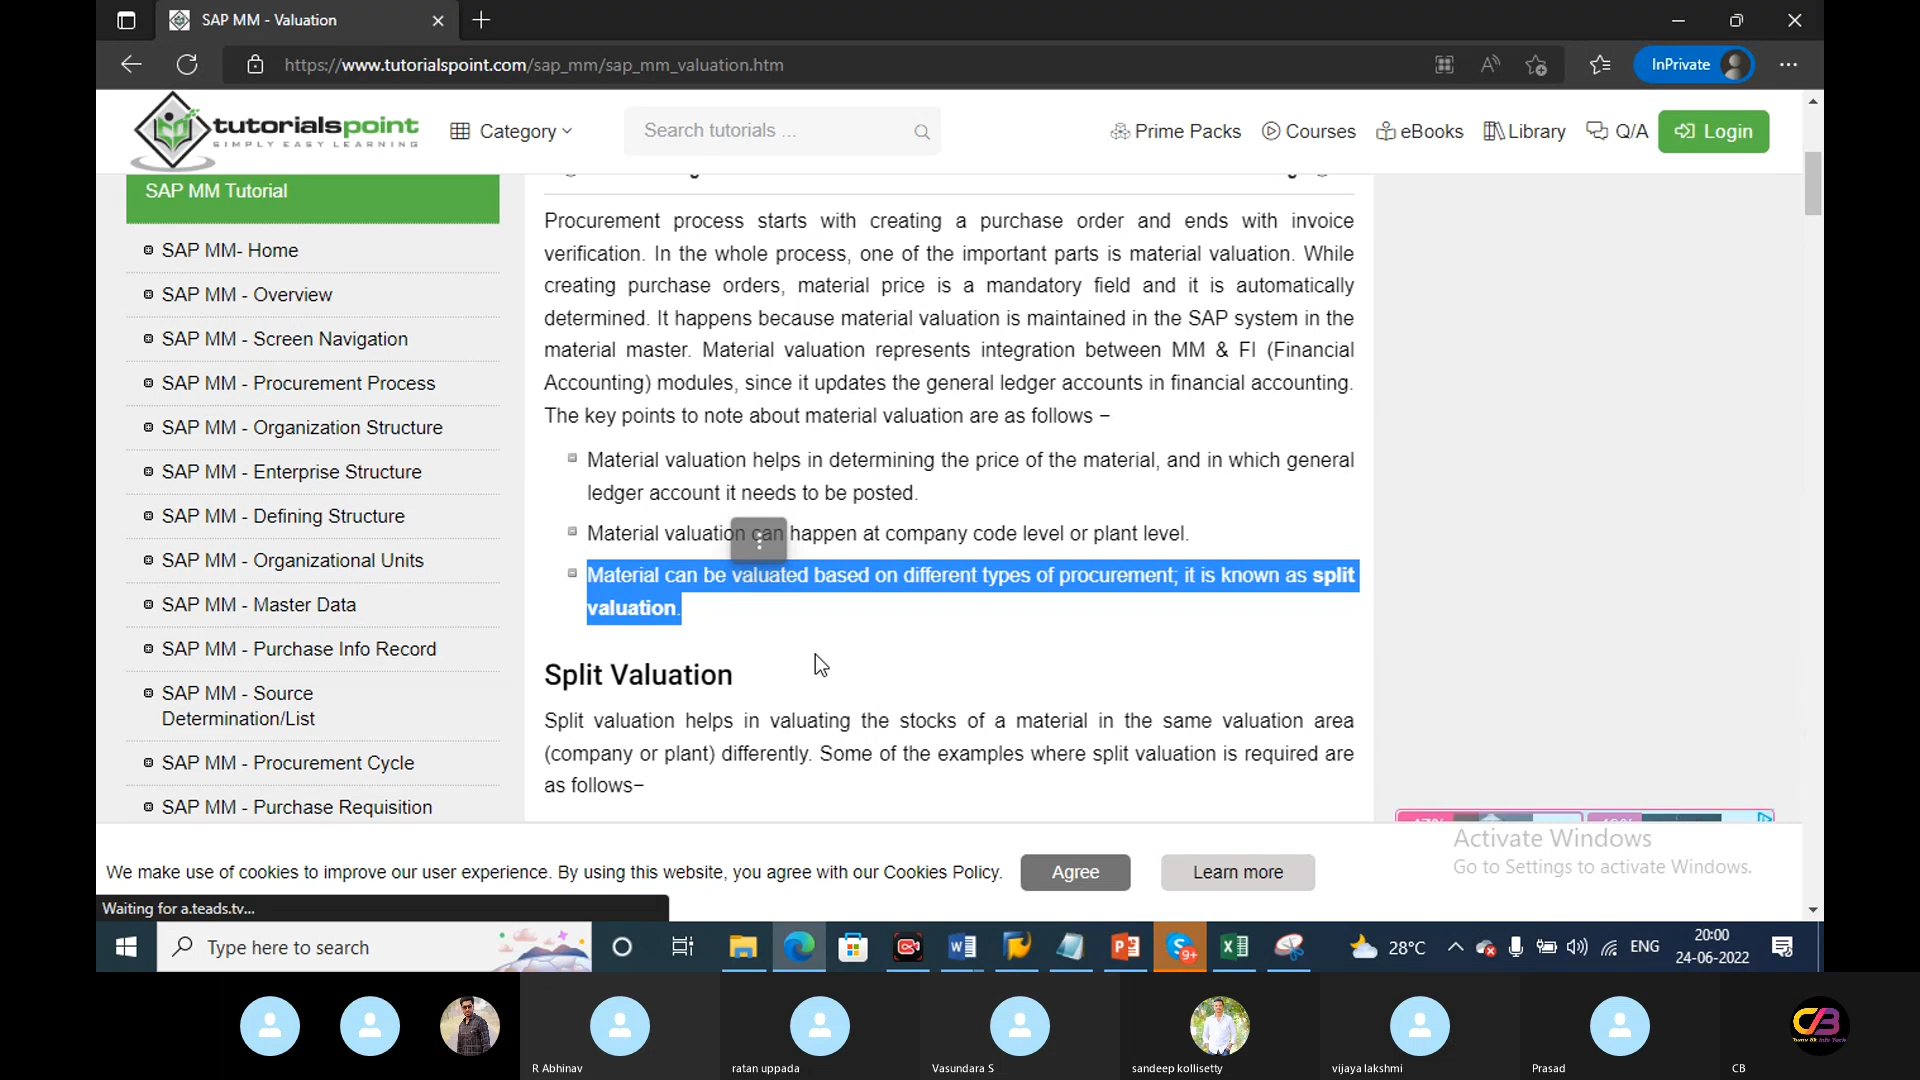 SAP MM - Valuation
https://www.tutorialspoint.com/sap_mm/sap_mm_valuation.htm
InPrivate
tutorialspoint
SIMPLY EASY LEARNING
Category
Search tutorials ...
Prime Packs
Courses
eBooks
Library
Q/A
Login
SAP MM Tutorial
SAP MM- Home
SAP MM - Overview
SAP MM - Screen Navigation
SAP MM - Procurement Process
SAP MM - Organization Structure
SAP MM - Enterprise Structure
SAP MM - Defining Structure
SAP MM - Organizational Units
SAP MM - Master Data
SAP MM - Purchase Info Record
SAP MM - Source
Determination/List
SAP MM - Procurement Cycle
SAP MM - Purchase Requisition
Procurement process starts with creating a purchase order and ends with invoice
verification. In the whole process, one of the important parts is material valuation. While
creating purchase orders, material price is a mandatory field and it is automatically
determined. It happens because material valuation is maintained in the SAP system in the
material master. Material valuation represents integration between MM & FI (Financial
Accounting) modules, since it updates the general ledger accounts in financial accounting.
The key points to note about material valuation are as follows −
Material valuation helps in determining the price of the material, and in which general
ledger account it needs to be posted.
Material valuation can happen at company code level or plant level.
Material can be valuated based on different types of procurement; it is known as split
valuation.
Split Valuation
Split valuation helps in valuating the stocks of a material in the same valuation area
(company or plant) differently. Some of the examples where split valuation is required are
as follows−
Activate Windows
Go to Settings to activate Windows.
We make use of cookies to improve our user experience. By using this website, you agree with our Cookies Policy.
Agree
Learn more
Waiting for a.teads.tv...
Type here to search
9+
28°C
ENG
20:00
24-06-2022
R Abhinav
ratan uppada
Vasundara S
sandeep kollisetty
vijaya lakshmi
Prasad
CB